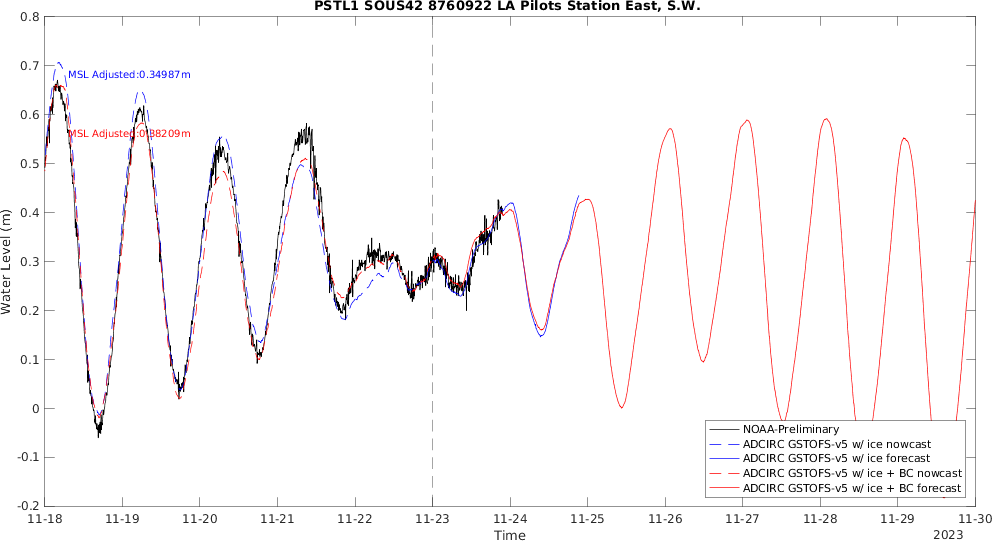 PSTL1 SOUS42 8760922 LA Pilots Station East, S.W.
0.8
0.7
0.6
0.5
0.4
0.3
0.2
0.1
0
-0.1
-0.2
Water Level (m)
MSL Adjusted:0.34987m
MSL Adjusted:0.38209m
NOAA-Preliminary
ADCIRC GSTOFS-v5 w/ ice nowcast
ADCIRC GSTOFS-v5 w/ ice forecast
ADCIRC GSTOFS-v5 w/ ice + BC nowcast
ADCIRC GSTOFS-v5 w/ ice + BC forecast
11-18 11-19 11-20 11-21 11-22 11-23 11-24 11-25 11-26 11-27 11-28 11-29 11-30
Time
2023